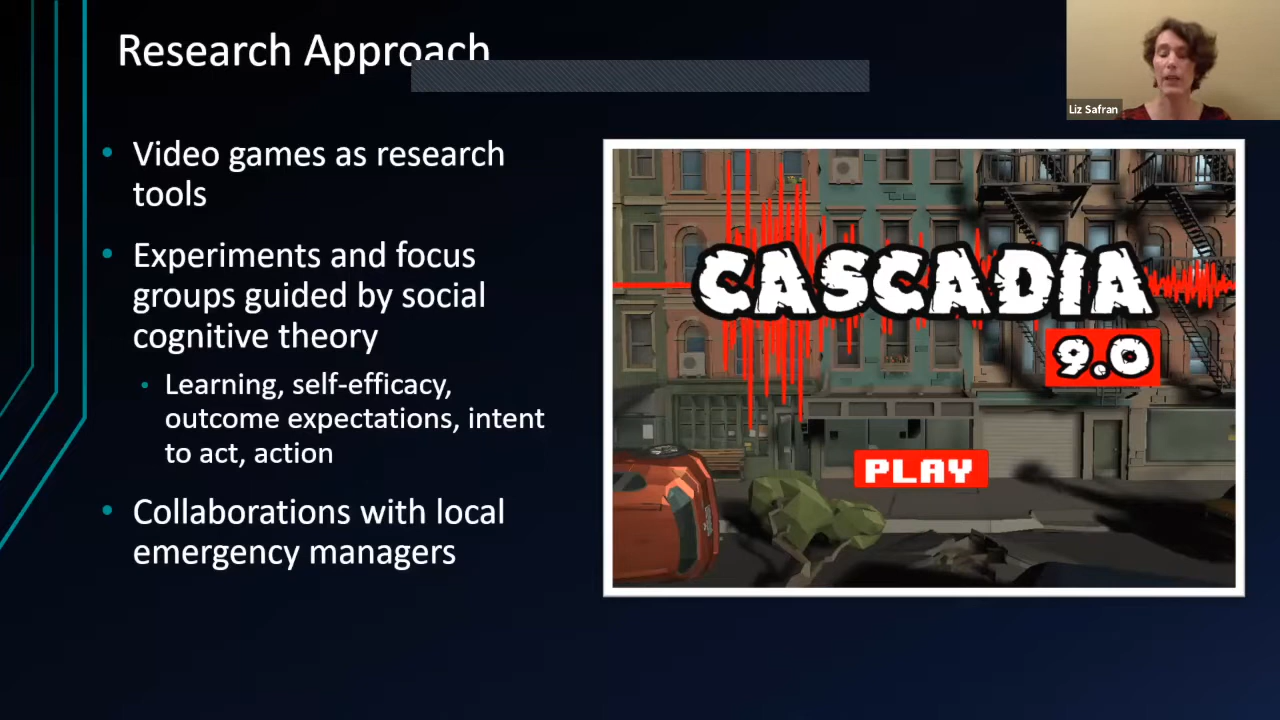 Research Approach
Liz Safran
Video games as research
tools
Experiments and focus
groups guided by social
cognitive theory
Learning, self-efficacy,
outcome expectations, intent
to act, action
Collaborations with local
emergency managers
CASCADIA
9.0
PLAY